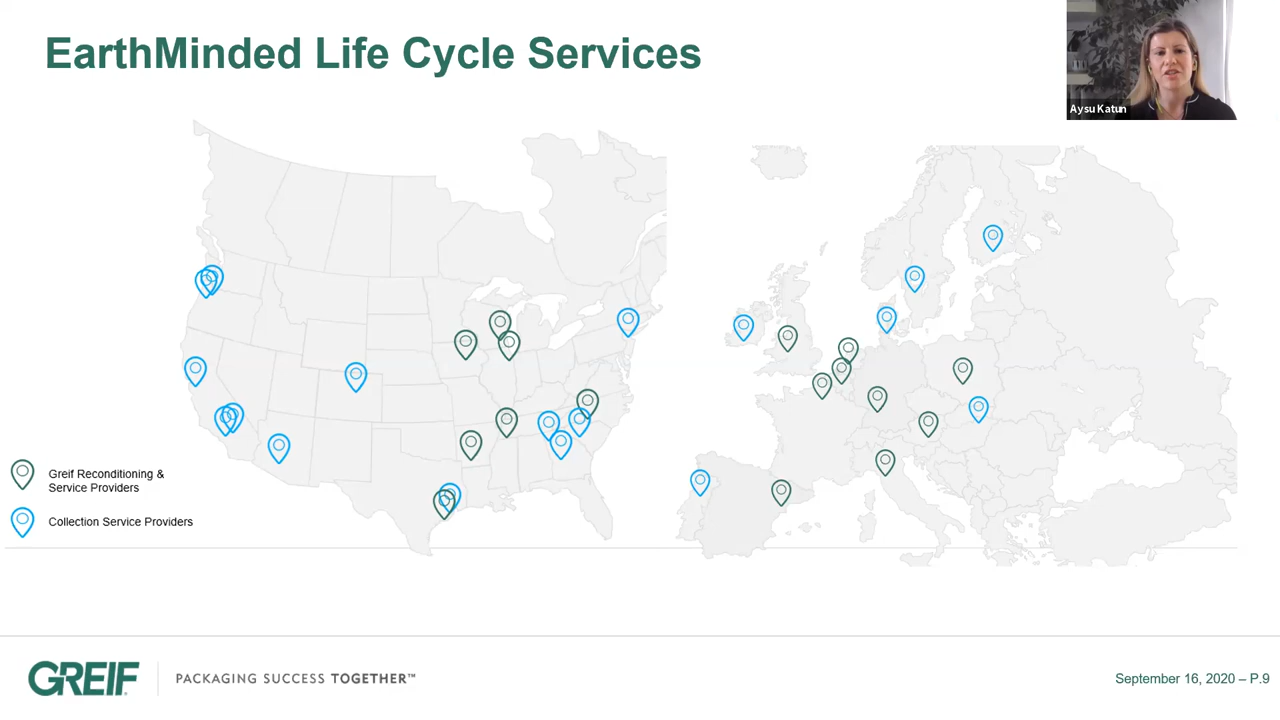 EarthMinded Life Cycle Services
Aysu Katun
Greif Reconditioning &
Service Providers
Collection Service Providers
GREIF
PACKAGING SUCCESS TOGETHER™
September 16, 2020 – P.9